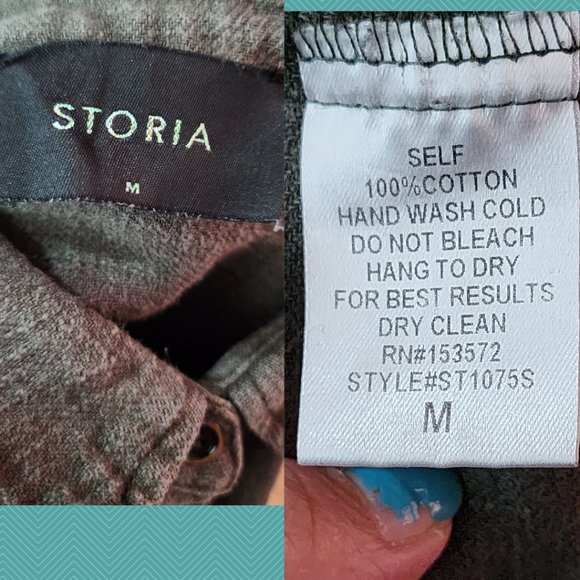 STORIA
M
SELF
100%COTTON
HAND WASH COLD
DO NOT BLEACH
HANG TO DRY
FOR BEST RESULTS
DRY CLEAN
RN#153572
STYLE#ST1075S
M